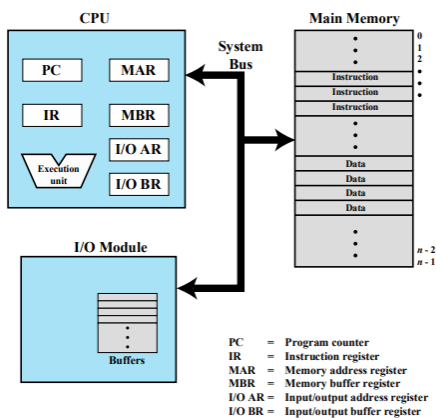 CPU
Main Memory
System
Bus
0
1
2
PC
MAR
Instruction
Instruction
Instruction
IR
MBR
I/O AR
Execution
unit
I/O BR
Data
Data
Data
Data
I/O Module
n - 2
n - 1
Buffers
PC = Program counter
IR = Instruction register
MAR = Memory address register
MBR = Memory buffer register
I/O AR = Input/output address register
I/O BR = Input/output buffer register